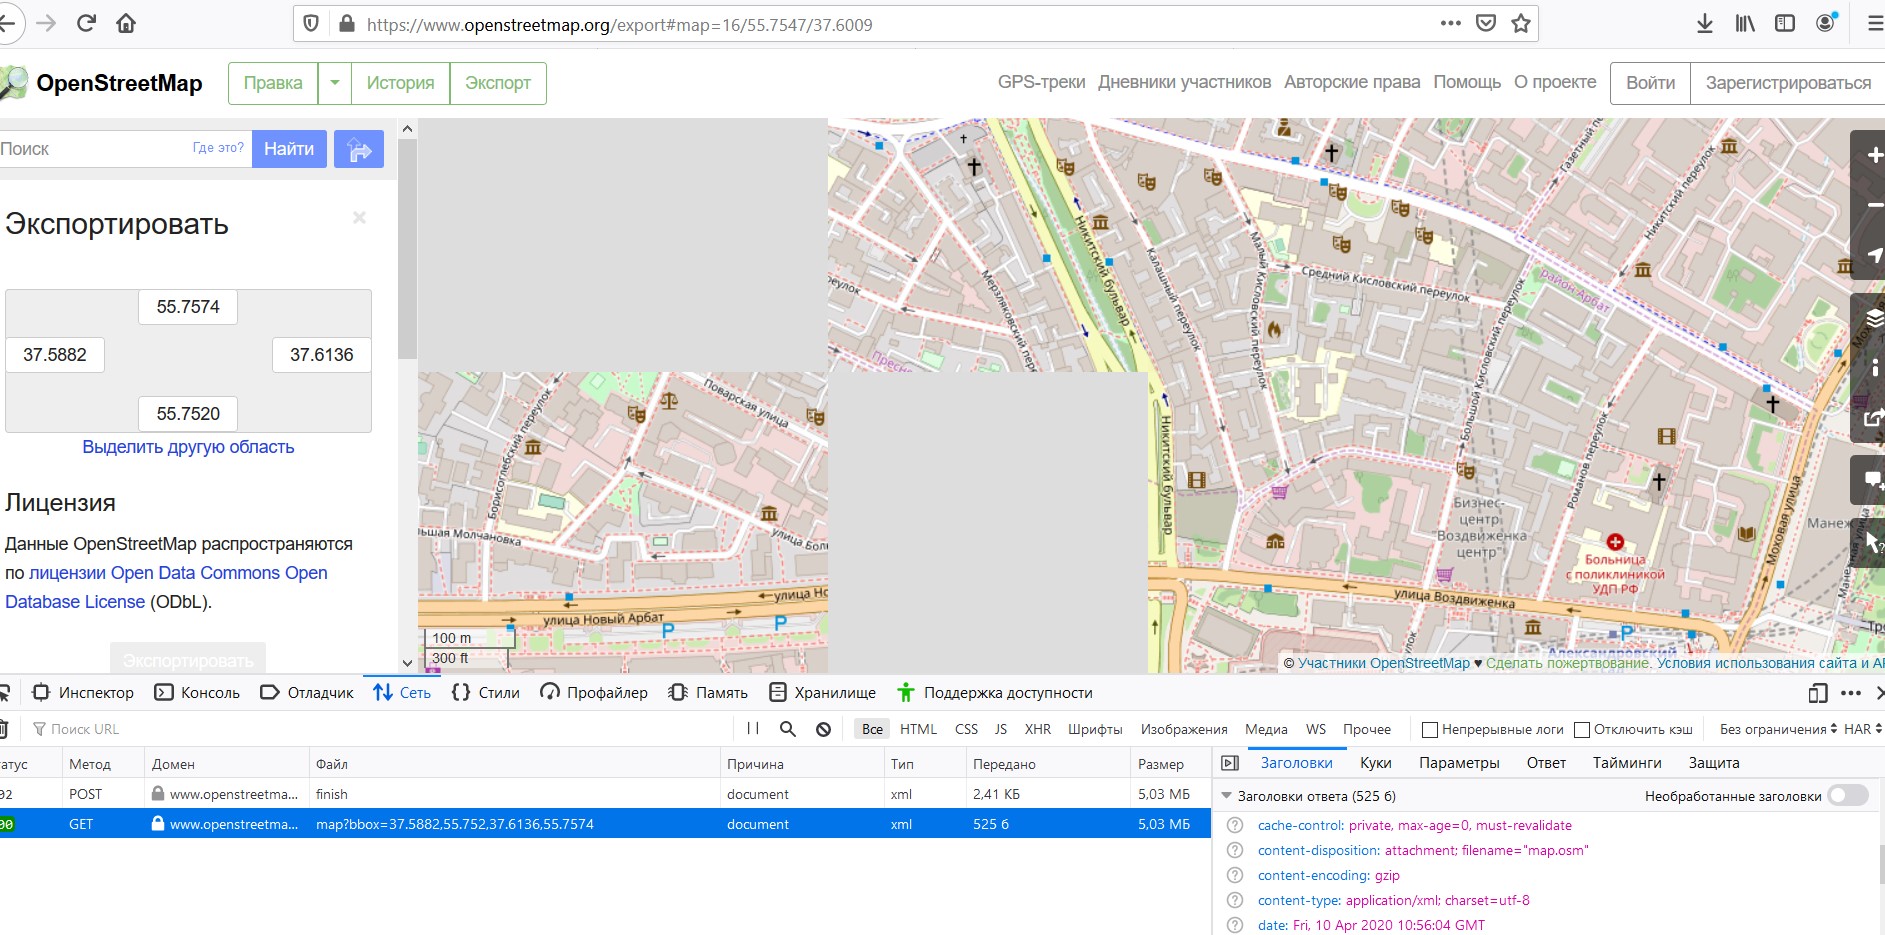 https://www.openstreetmap.org/export#map=16/55.7547/37.6009
OpenStreetMap
Правка
История
Экспорт
GPS-треки
Дневники участников
Авторские права
Помощь
О проекте
Войти
Зарегистрироваться
Поиск
Где это?
Найти
Экспортировать
55.7574
37.5882
37.6136
55.7520
Выделить другую область
Лицензия
Данные OpenStreetMap распространяются
по лицензии Open Data Commons Open
Database License (ODbL).
Экспортировать
Никитский бульвар
Мерзляковский переулок
Калашный переулок
Малый Кисловский переулок
Средний Кисловский переулок
Большой Кисловский переулок
Газетный пе
Никитский переулок
район Арбат
Романов переулок
Моховая улица
Поварская улица
Борисоглебский переулок
льшая Молчановка
улица Бол
улица Но
улица Новый Арбат
Никитский бульвар
Бизнес-
центр
Воздвиженка
центр"
Больница
с поликлиникой
УДП РФ
улица Воздвиженка
Манеж
Александровский
100 m
300 ft
© Участники OpenStreetMap ♥ Сделать пожертвование. Условия использования сайта и AP
Инспектор
Консоль
Отладчик
Сеть
Стили
Профайлер
Память
Хранилище
Поддержка доступности
Поиск URL
Все
HTML
CSS
JS
XHR
Шрифты
Изображения
Медиа
WS
Прочее
Непрерывные логи
Отключить кэш
Без ограничения
HAR
атус
Метод
Домен
Файл
Причина
Тип
Передано
Размер
02
POST
www.openstreetma...
finish
document
xml
2,41 КБ
5,03 МБ
00
GET
www.openstreetma...
map?bbox=37.5882,55.752,37.6136,55.7574
document
xml
525 б
5,03 МБ
Заголовки
Куки
Параметры
Ответ
Тайминги
Защита
Заголовки ответа (525 б)
Необработанные заголовки
cache-control: private, max-age=0, must-revalidate
content-disposition: attachment; filename="map.osm"
content-encoding: gzip
content-type: application/xml; charset=utf-8
date: Fri, 10 Apr 2020 10:56:04 GMT